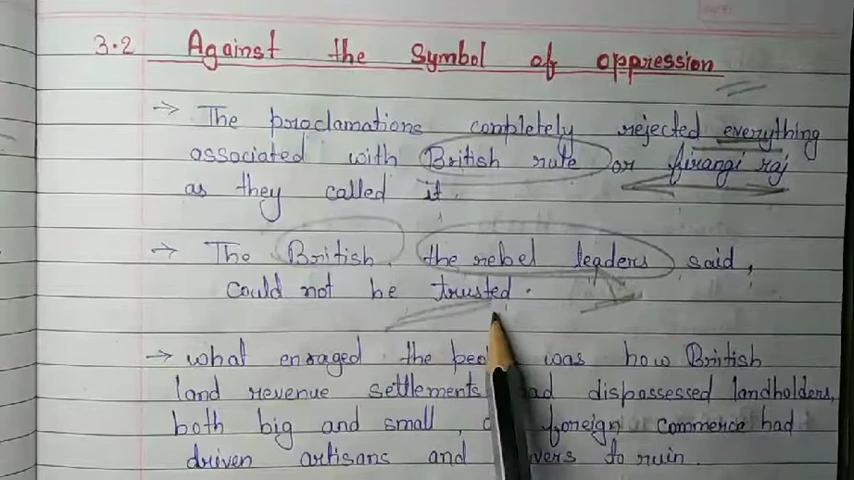 3.2 Against the Symbol of oppression
→ The proclamations completely rejected everything
associated with British rule or firangi raj
as they called it.
→ The British, the rebel leaders said,
could not be trusted.
→ what enraged the was how British
land revenue settlements had dispossessed landholders,
both big and small, foreign commerce had
driven artisans and to ruin.